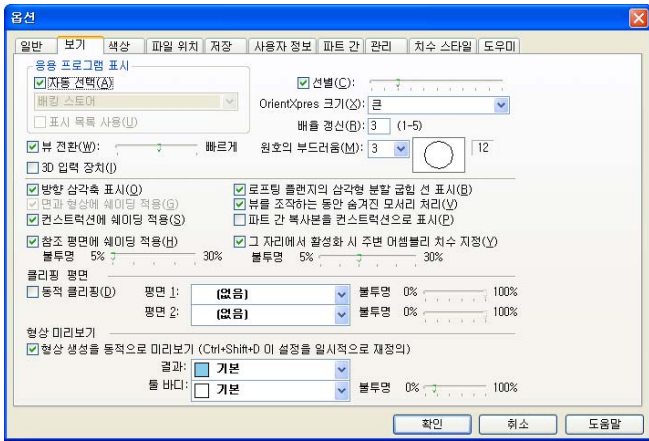 옵션
일반 보기 색상 파일 위치 저장 사용자 정보 파트 간 관리 치수 스타일 도우미
응용 프로그램 표시
자동 선택(A) 선별(C):
배킹 스토어 OrientXpres 크기(X): 큰
표시 목록 사용(U) 배율 갱신(R): 3 (1-5)
뷰 전환(W): 빠르게 원호의 부드러움(M): 3 12
3D 입력 장치(I)
방향 삼각축 표시(O) 로프팅 플랜지의 삼각형 분할 굽힘 선 표시(B)
면과 형상에 쉐이딩 적용(G) 뷰를 조작하는 동안 숨겨진 모서리 처리(V)
컨스트럭션에 쉐이딩 적용(S) 파트 간 복사본을 컨스트럭션으로 표시(P)
참조 평면에 쉐이딩 적용(H) 그 자리에서 활성화 시 주변 어셈블리 치수 지정(Y)
불투명 5% 30% 불투명 5% 30%
클리핑 평면
동적 클리핑(D) 평면 1: (없음) 불투명 0% 100%
평면 2: (없음) 불투명 0% 100%
형상 미리보기
형상 생성을 동적으로 미리보기 (Ctrl+Shift+D 이 설정을 일시적으로 재정의)
결과: 기본
툴 바디: 기본 불투명 0% 100%
확인 취소 도움말